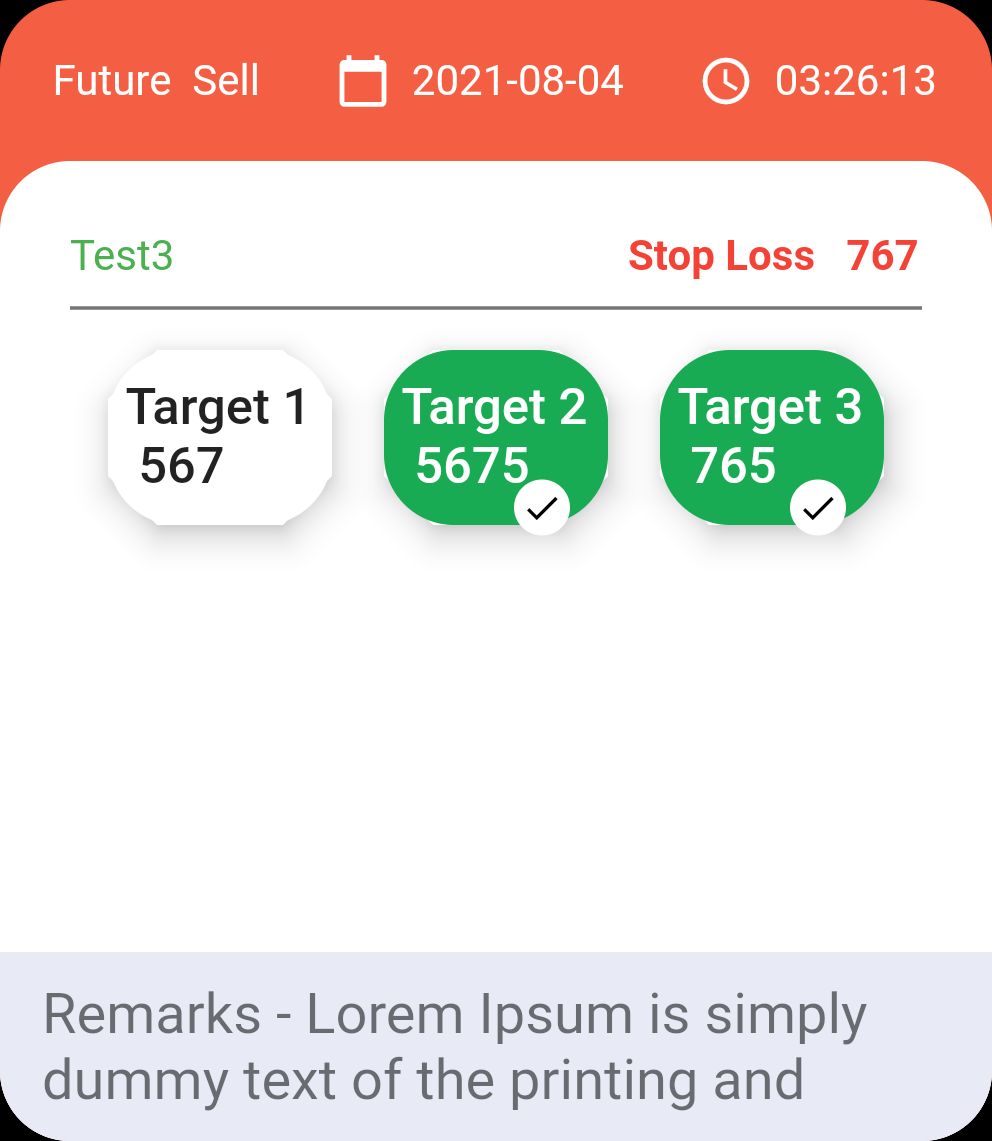 Future Sell 2021-08-04 03:26:13
Test3 Stop Loss 767
Target 1 Target 2 Target 3
567 5675 765
Remarks - Lorem Ipsum is simply
dummy text of the printing and